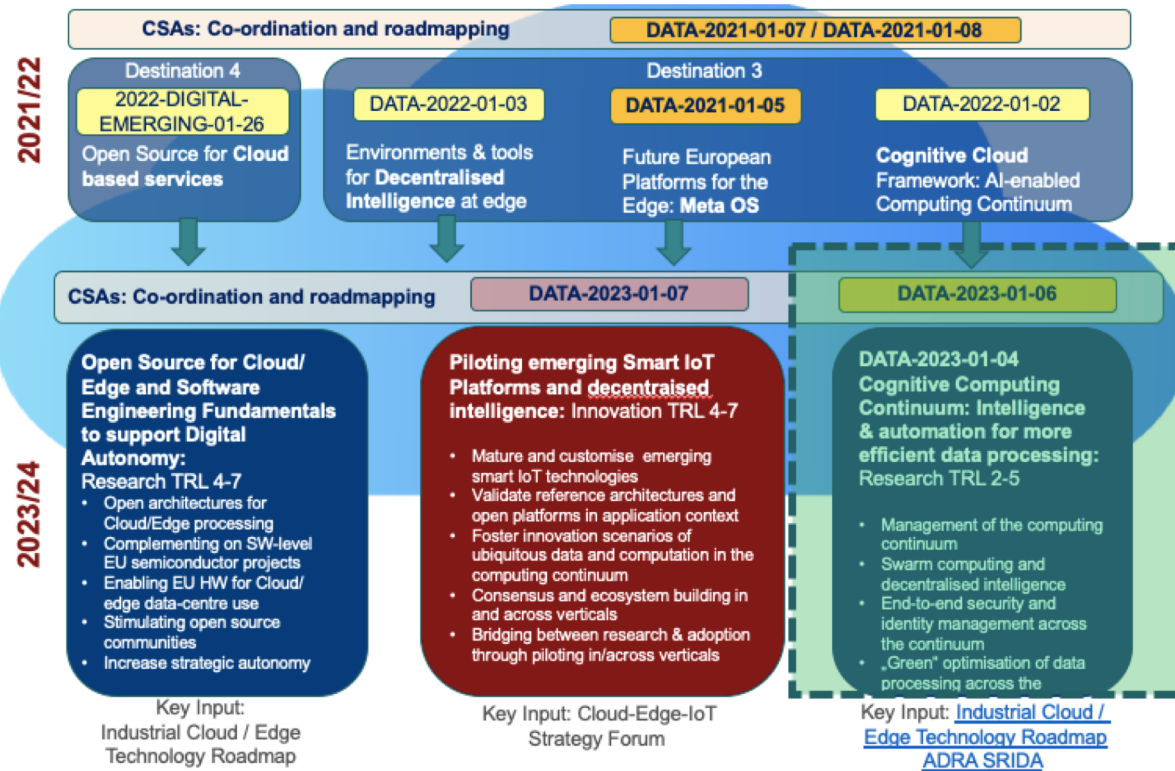 CSAs: Co-ordination and roadmapping
DATA-2021-01-07 / DATA-2021-01-08
2021/22
Destination 4
2022-DIGITAL-
EMERGING-01-26
Open Source for Cloud
based services
Destination 3
DATA-2022-01-03
Environments & tools
for Decentralised
Intelligence at edge
DATA-2021-01-05
Future European
Platforms for the
Edge: Meta OS
DATA-2022-01-02
Cognitive Cloud
Framework: AI-enabled
Computing Continuum
CSAs: Co-ordination and roadmapping
DATA-2023-01-07
DATA-2023-01-06
2023/24
Open Source for Cloud/
Edge and Software
Engineering Fundamentals
to support Digital
Autonomy:
Research TRL 4-7
• Open architectures for
Cloud/Edge processing
• Complementing on SW-level
EU semiconductor projects
• Enabling EU HW for Cloud/
edge data-centre use
• Stimulating open source
communities
• Increase strategic autonomy
Key Input:
Industrial Cloud / Edge
Technology Roadmap
Piloting emerging Smart IoT
Platforms and decentraised
intelligence: Innovation TRL 4-7
• Mature and customise emerging
smart IoT technologies
• Validate reference architectures and
open platforms in application context
• Foster innovation scenarios of
ubiquitous data and computation in the
computing continuum
• Consensus and ecosystem building in
and across verticals
• Bridging between research & adoption
through piloting in/across verticals
Key Input: Cloud-Edge-IoT
Strategy Forum
DATA-2023-01-04
Cognitive Computing
Continuum: Intelligence
& automation for more
efficient data processing:
Research TRL 2-5
• Management of the computing
continuum
• Swarm computing and
decentralised intelligence
• End-to-end security and
identity management across
the continuum
• „Green“ optimisation of data
processing across the
Key Input: Industrial Cloud /
Edge Technology Roadmap
ADRA SRIDA